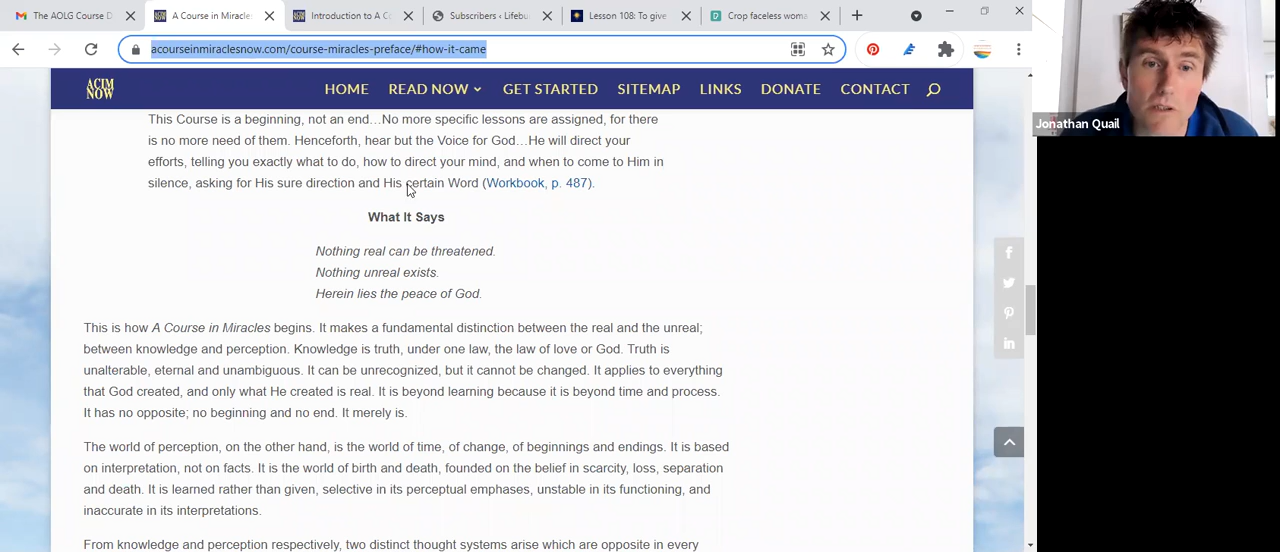 The AOLG Course D
A Course in Miracles
Introduction to A Co
Subscribers ‹ Lifebu
Lesson 108: To give
Crop faceless woma
acourseinmiraclesnow.com/course-miracles-preface/#how-it-came
ACIM
NOW
HOME READ NOW GET STARTED SITEMAP LINKS DONATE CONTACT
Jonathan Quail
This Course is a beginning, not an end…No more specific lessons are assigned, for there
is no more need of them. Henceforth, hear but the Voice for God…He will direct your
efforts, telling you exactly what to do, how to direct your mind, and when to come to Him in
silence, asking for His sure direction and His certain Word (Workbook, p. 487).
What It Says
Nothing real can be threatened.
Nothing unreal exists.
Herein lies the peace of God.
This is how A Course in Miracles begins. It makes a fundamental distinction between the real and the unreal;
between knowledge and perception. Knowledge is truth, under one law, the law of love or God. Truth is
unalterable, eternal and unambiguous. It can be unrecognized, but it cannot be changed. It applies to everything
that God created, and only what He created is real. It is beyond learning because it is beyond time and process.
It has no opposite; no beginning and no end. It merely is.
The world of perception, on the other hand, is the world of time, of change, of beginnings and endings. It is based
on interpretation, not on facts. It is the world of birth and death, founded on the belief in scarcity, loss, separation
and death. It is learned rather than given, selective in its perceptual emphases, unstable in its functioning, and
inaccurate in its interpretations.
From knowledge and perception respectively, two distinct thought systems arise which are opposite in every